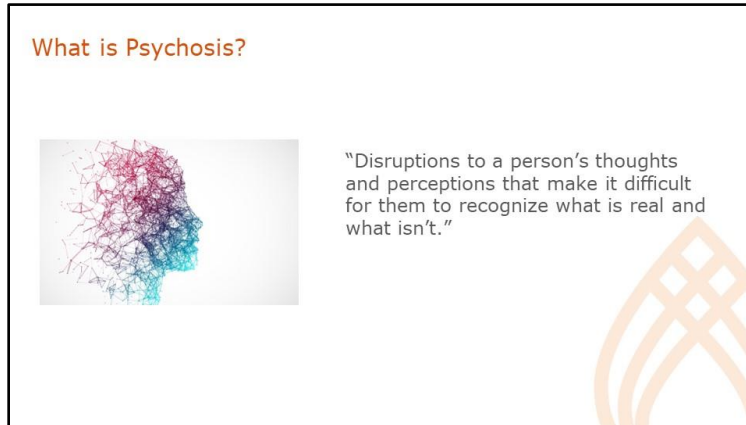 What is Psychosis?
“Disruptions to a person’s thoughts
and perceptions that make it difficult
for them to recognize what is real and
what isn’t.”